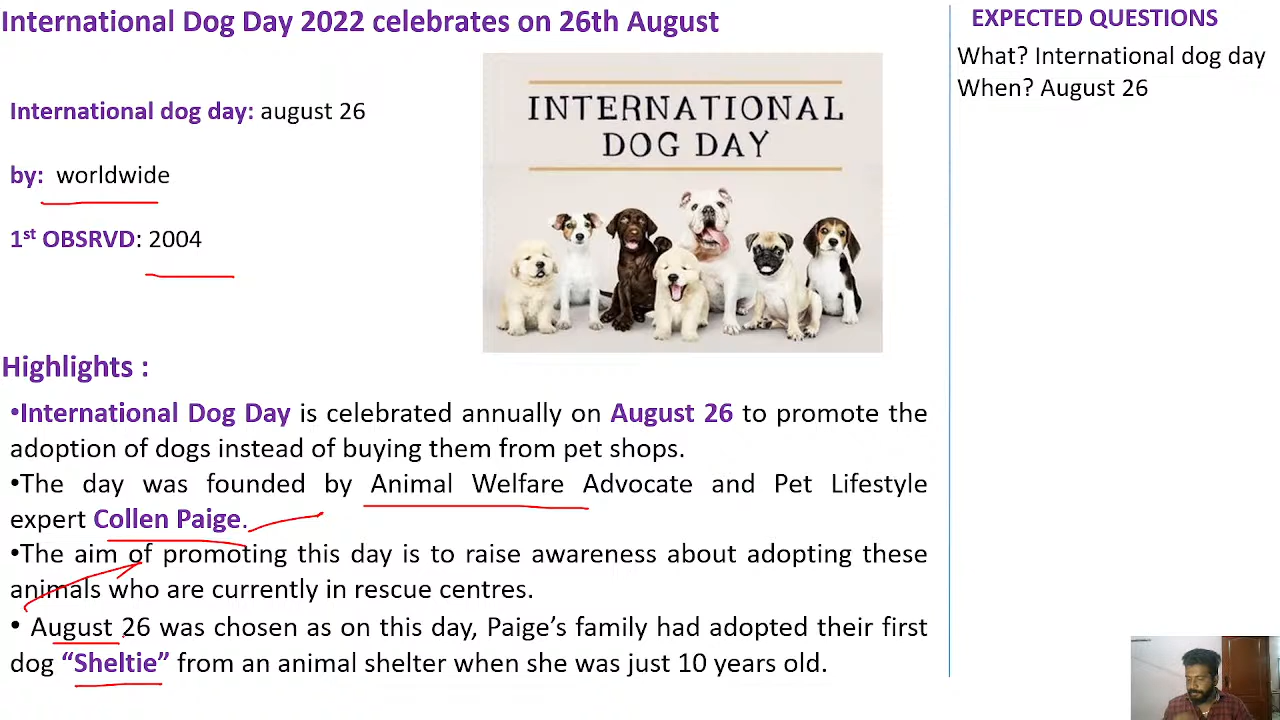 International Dog Day 2022 celebrates on 26th August
International dog day: august 26
by: worldwide
1st OBSRVD: 2004
INTERNATIONAL
DOG DAY
Highlights :
•International Dog Day is celebrated annually on August 26 to promote the
adoption of dogs instead of buying them from pet shops.
•The day was founded by Animal Welfare Advocate and Pet Lifestyle
expert Collen Paige.
•The aim of promoting this day is to raise awareness about adopting these
animals who are currently in rescue centres.
• August 26 was chosen as on this day, Paige’s family had adopted their first
dog “Sheltie” from an animal shelter when she was just 10 years old.
EXPECTED QUESTIONS
What? International dog day
When? August 26